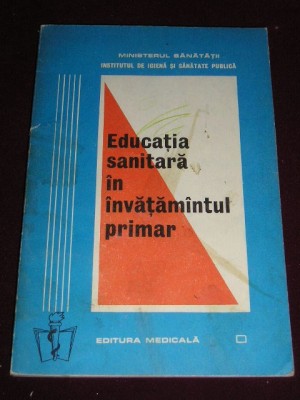 MINISTERUL SĂNĂTĂȚII
INSTITUTUL DE IGIENĂ ȘI SĂNĂTATE PUBLICĂ
Educația
sanitară
în
învățămîntul
primar
EDITURA MEDICALĂ